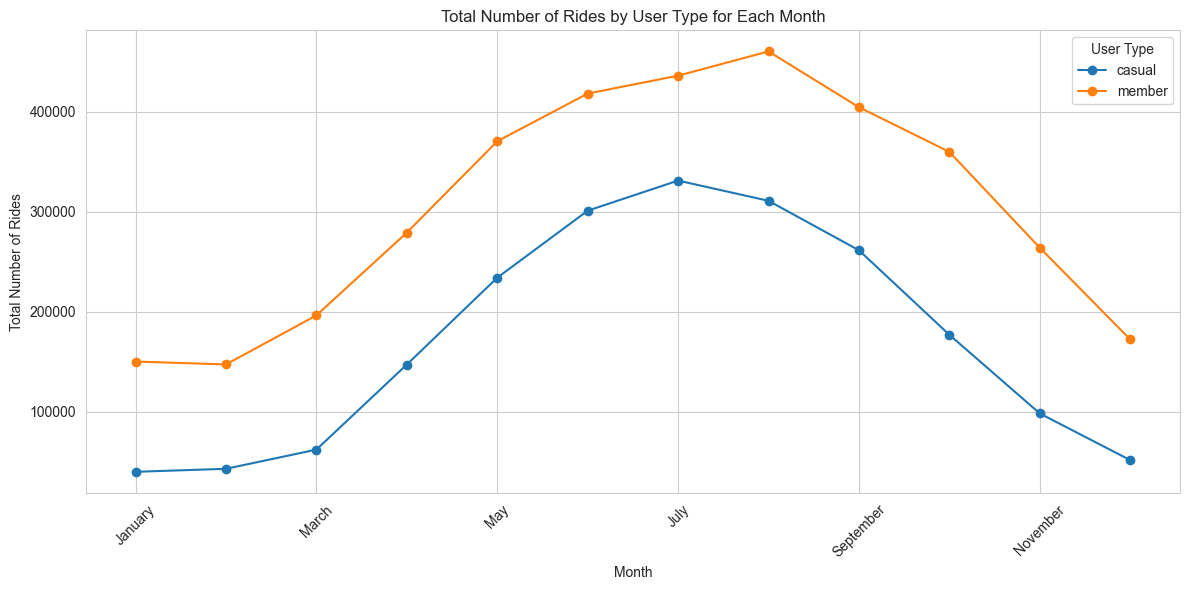 Total Number of Rides by User Type for Each Month
User Type
casual
member
Total Number of Rides
400000
300000
200000
100000
January
March
May
July
September
November
Month